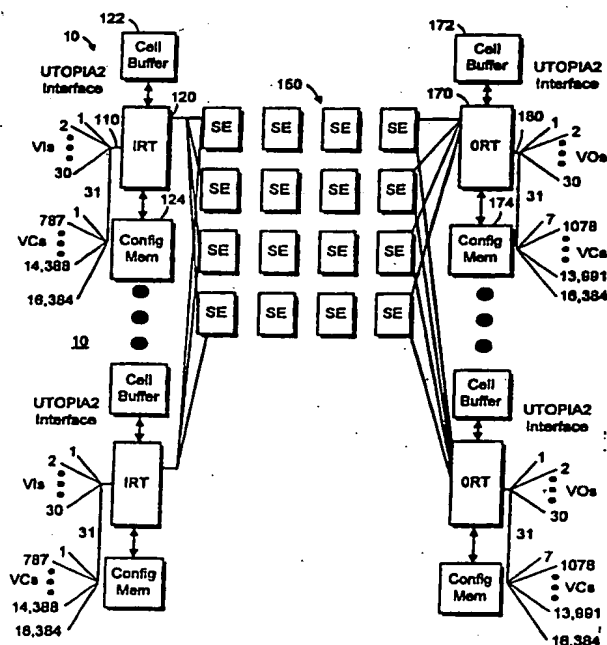 10
122
Cell
Buffer
UTOPIA2
Interface
120
110
IRT
1
2
VIs
30
31
124
787
1
VCs
14,388
16,384
Config
Mem
150
SE SE SE SE
SE SE SE SE
SE SE SE SE
SE SE SE SE
172
Cell
Buffer
UTOPIA2
Interface
170
180
ORT
1
2
VOs
30
31
174
7
1078
VCs
13,991
16,384
Config
Mem
10
Cell
Buffer
UTOPIA2
Interface
IRT
1
2
VIs
30
31
787
1
VCs
14,388
16,384
Config
Mem
Cell
Buffer
UTOPIA2
Interface
ORT
1
2
VOs
30
31
7
1078
VCs
13,991
16,384
Config
Mem